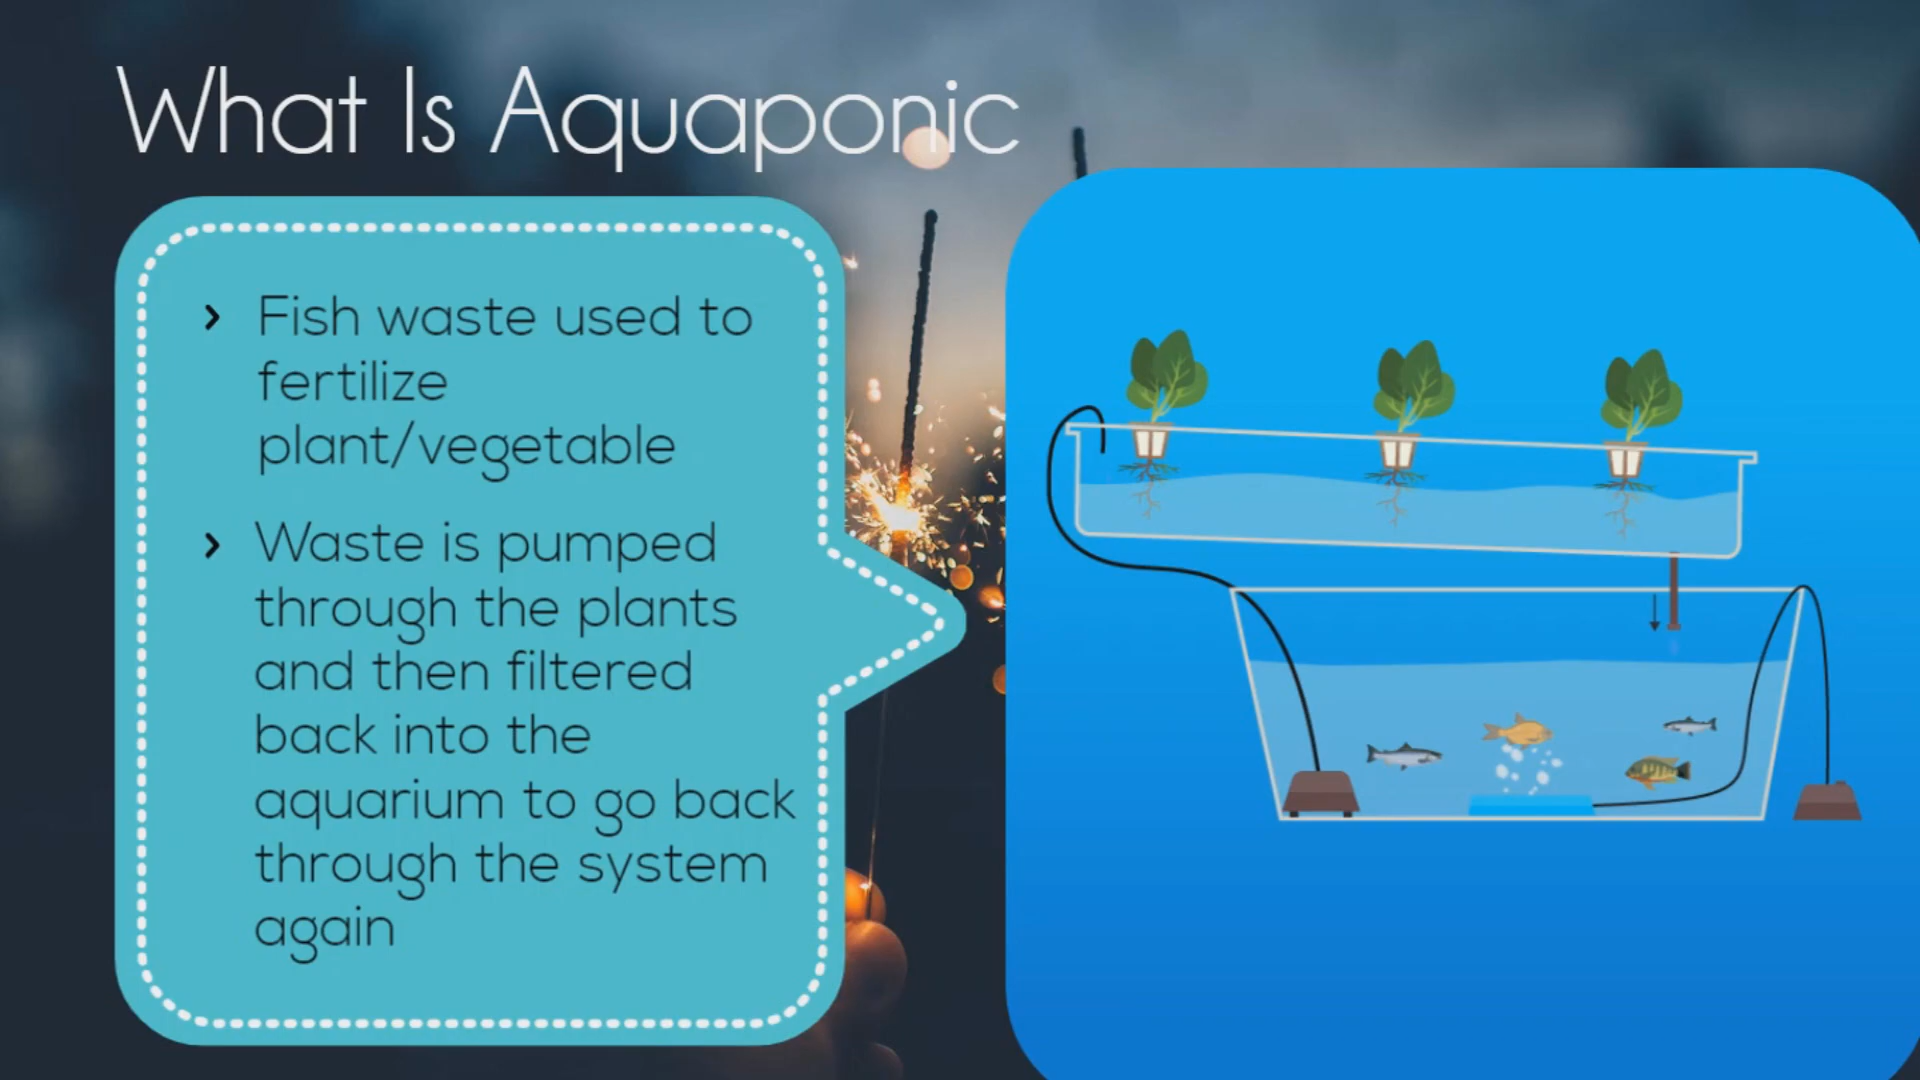 What Is Aquaponic
Fish waste used to
fertilize
plant/vegetable
Waste is pumped
through the plants
and then filtered
back into the
aquarium to go back
through the system
again